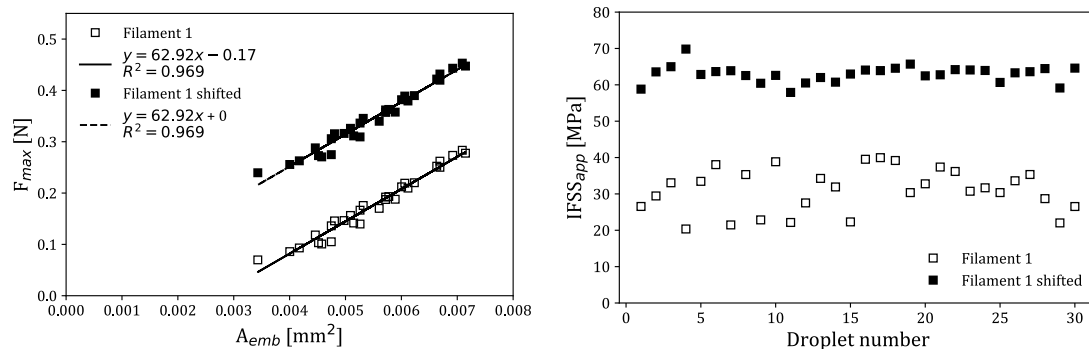 0.5
0.4
0.3
0.2
0.1
0.0
F_max [N]
Filament 1
y = 62.92x − 0.17
R² = 0.969
Filament 1 shifted
y = 62.92x + 0
R² = 0.969
0.000 0.001 0.002 0.003 0.004 0.005 0.006 0.007 0.008
A_emb [mm²]
80
70
60
50
40
30
20
10
0
IFSS_app [MPa]
Filament 1
Filament 1 shifted
0 5 10 15 20 25 30
Droplet number